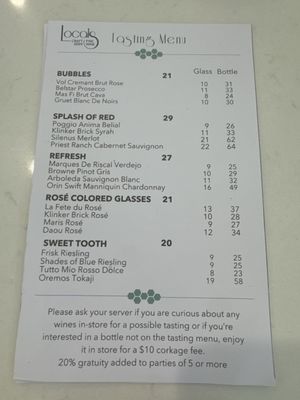 Locals
Tasting Menu
Glass Bottle
BUBBLES 21
Vol Cremant Brut Rose 10 31
Belstar Prosecco 11 33
Mas Fi Brut Cava 8 24
Gruet Blanc De Noirs 10 30
SPLASH OF RED 29
Poggio Anima Belial 9 26
Klinker Brick Syrah 11 33
Silenus Merlot 21 62
Priest Ranch Cabernet Sauvignon 22 64
REFRESH 27
Marques De Riscal Verdejo 9 25
Browne Pinot Gris 10 29
Arboleda Sauvignon Blanc 11 32
Orin Swift Manniquin Chardonnay 16 49
ROSÉ COLORED GLASSES 21
La Fete du Rosé 13 37
Klinker Brick Rosé 10 28
Maris Rosé 9 27
Daou Rosé 12 34
SWEET TOOTH 20
Frisk Riesling 9 25
Shades of Blue Riesling 9 25
Tutto Mio Rosso Dolce 8 23
Oremos Tokaji 19 58
Please ask your server if you are curious about any
wines in-store for a possible tasting or if you're
interested in a bottle not on the tasting menu, enjoy
it in store for a $10 corkage fee.
20% gratuity added to parties of 5 or more